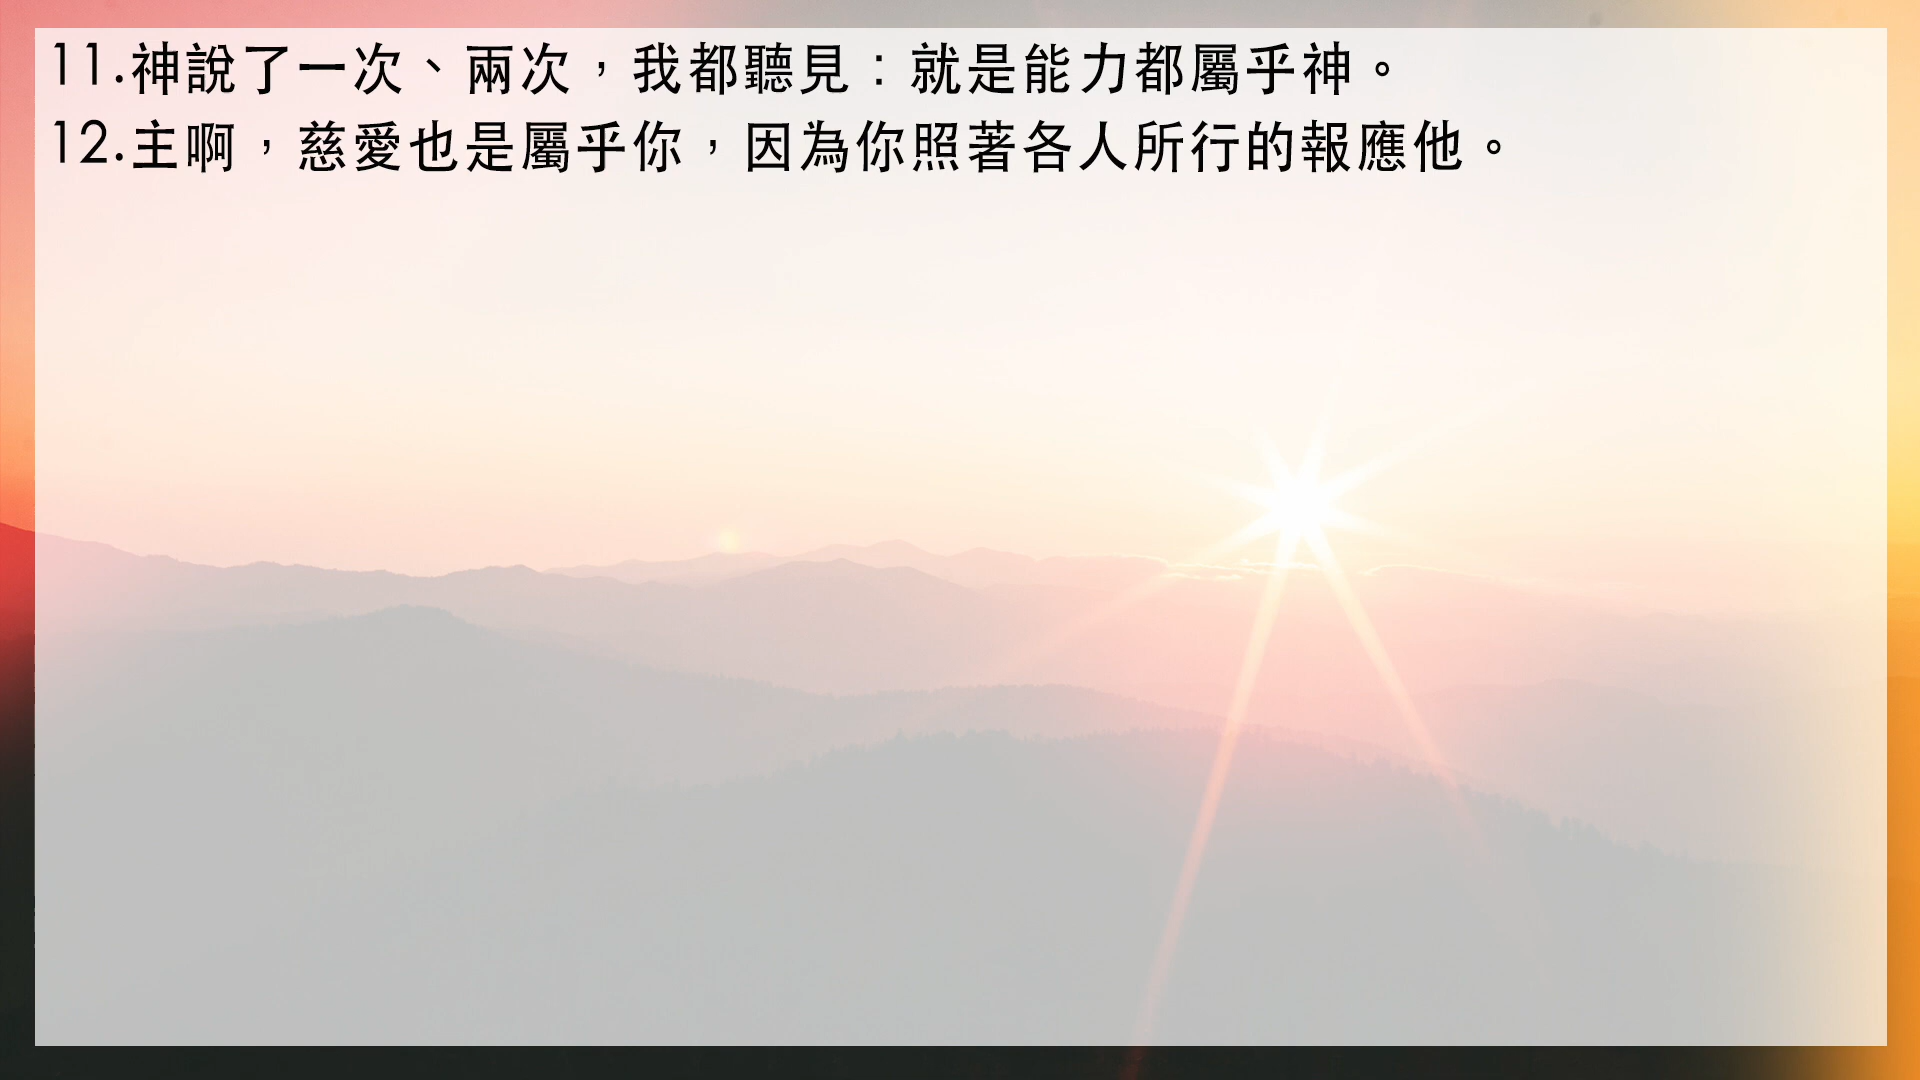 11.神說了一次、兩次，我都聽見：就是能力都屬乎神。
12.主啊，慈愛也是屬乎你，因為你照著各人所行的報應他。